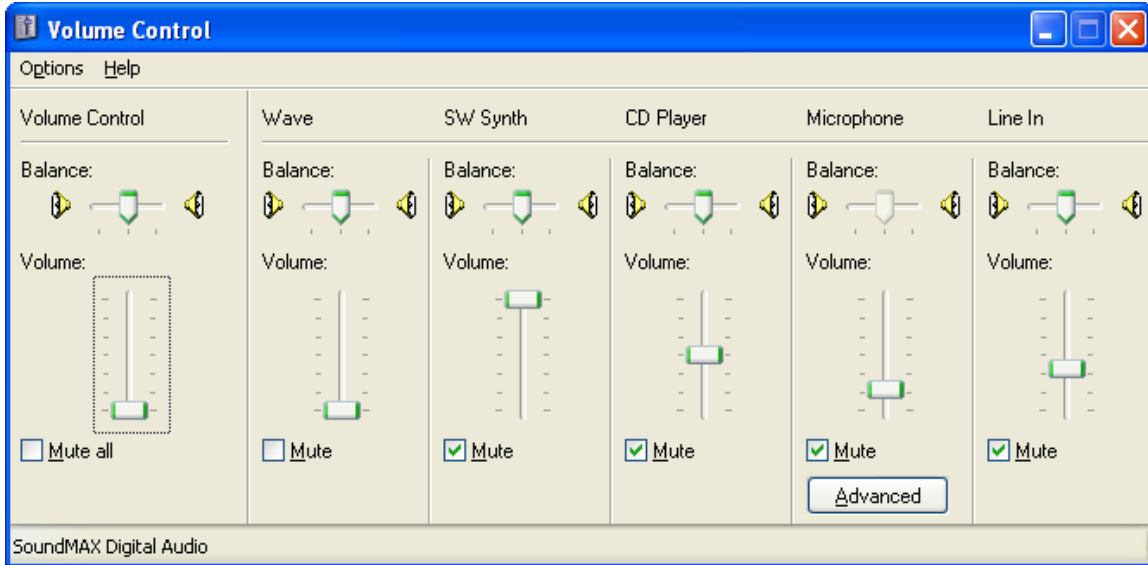 Volume Control
Options Help
Volume Control Wave SW Synth CD Player Microphone Line In
Balance: Balance: Balance: Balance: Balance: Balance:
Volume: Volume: Volume: Volume: Volume: Volume:
Mute all Mute Mute Mute Mute Mute
Advanced
SoundMAX Digital Audio